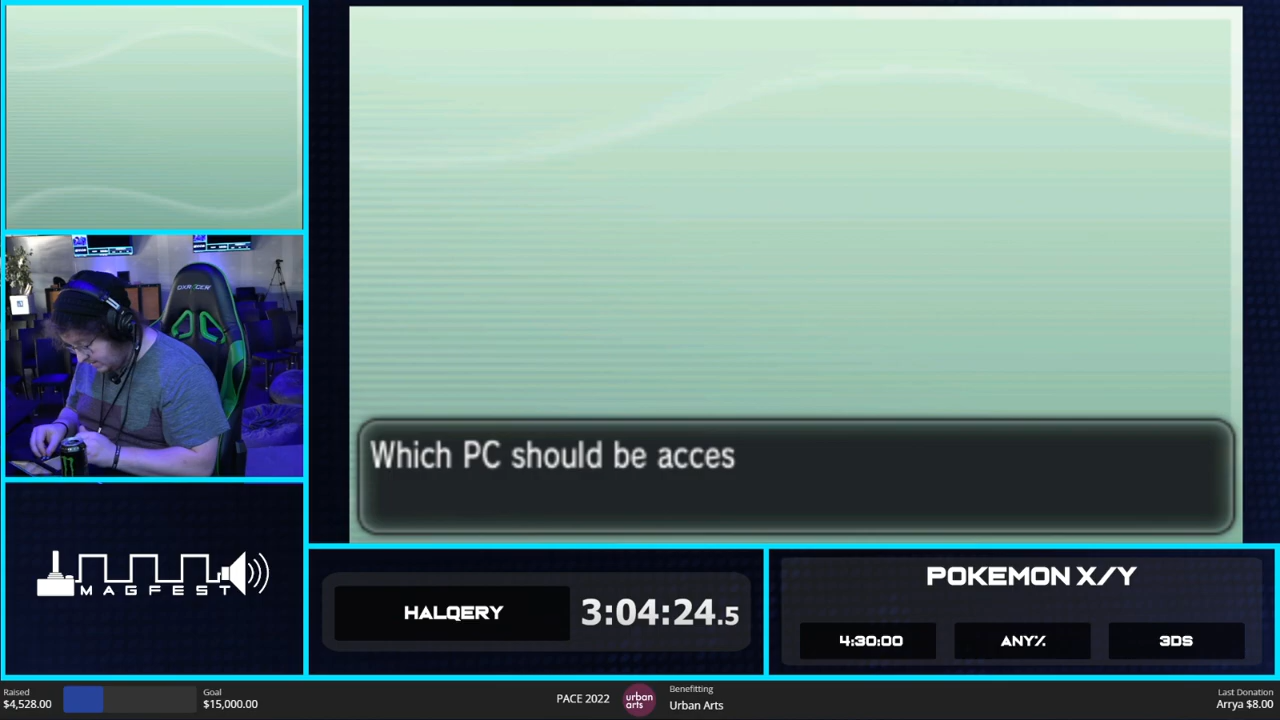 DXRACER
Which PC should be acces
MAGFEST
HALQERY
3:04:24.5
POKEMON X/Y
4:30:00
ANY%
3DS
Raised
$4,528.00
Goal
$15,000.00
PACE 2022
urban arts
Benefitting
Urban Arts
Last Donation
Arrya $8.00